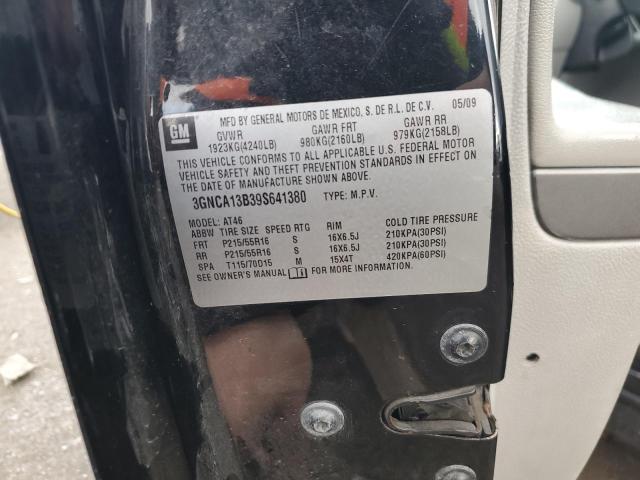 GM
MFD BY GENERAL MOTORS DE MEXICO, S. DE R.L. DE C.V. 05/09
GVWR GAWR FRT GAWR RR
1923KG(4240LB) 980KG(2160LB) 979KG(2158LB)
THIS VEHICLE CONFORMS TO ALL APPLICABLE U.S. FEDERAL MOTOR
VEHICLE SAFETY AND THEFT PREVENTION STANDARDS IN EFFECT ON
THE DATE OF MANUFACTURE SHOWN ABOVE.
3GNCA13B39S641380 TYPE: M.P.V.
MODEL: AT46
ABBW TIRE SIZE SPEED RTG RIM COLD TIRE PRESSURE
FRT P215/55R16 S 16X6.5J 210KPA(30PSI)
RR P215/55R16 S 16X6.5J 210KPA(30PSI)
SPA T115/70D15 M 15X4T 420KPA(60PSI)
SEE OWNER'S MANUAL FOR MORE INFORMATION.